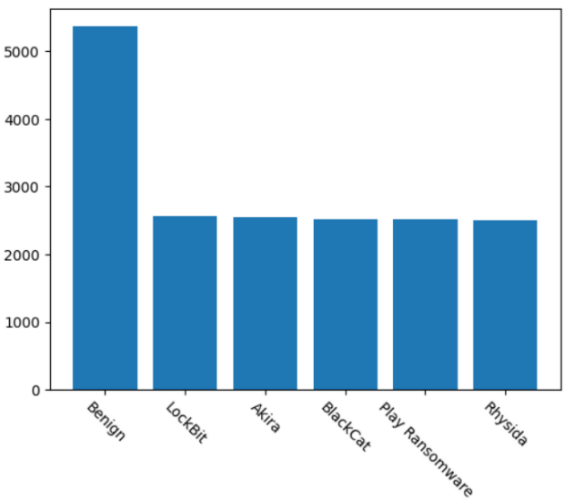 5000
4000
3000
2000
1000
0
Benign
LockBit
Akira
BlackCat
Play Ransomware
Rhysida